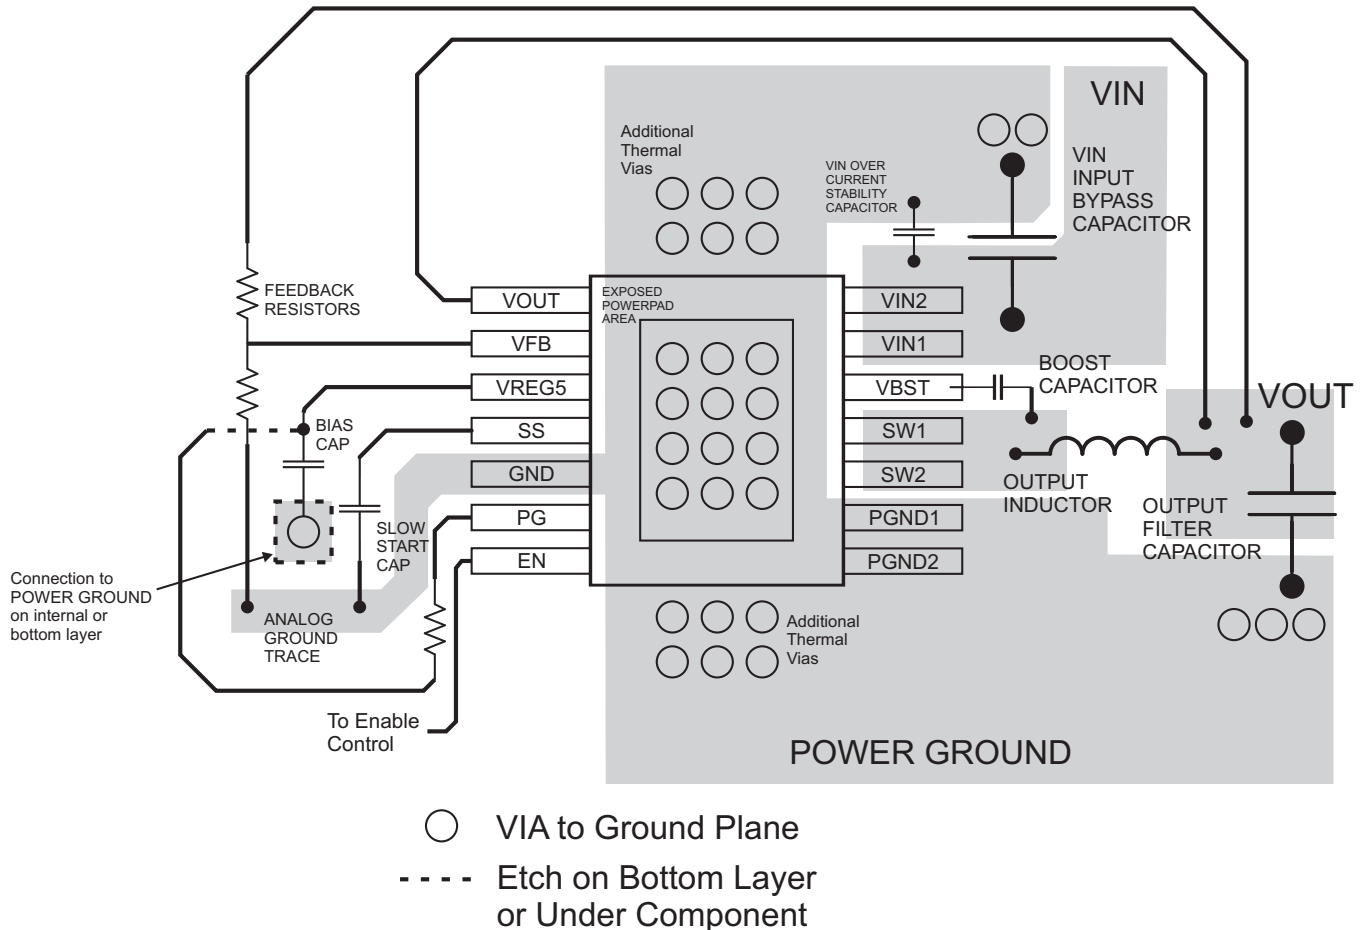 VIN
Additional
Thermal
Vias
VIN OVER
CURRENT
STABILITY
CAPACITOR
VIN
INPUT
BYPASS
CAPACITOR
FEEDBACK
RESISTORS
EXPOSED
POWERPAD
AREA
VOUT
VFB
VREG5
SS
GND
PG
EN
VIN2
VIN1
VBST
SW1
SW2
PGND1
PGND2
BOOST
CAPACITOR
VOUT
BIAS
CAP
OUTPUT
INDUCTOR
OUTPUT
FILTER
CAPACITOR
SLOW
START
CAP
Connection to
POWER GROUND
on internal or
bottom layer
ANALOG
GROUND
TRACE
Additional
Thermal
Vias
To Enable
Control
POWER GROUND
VIA to Ground Plane
Etch on Bottom Layer
or Under Component